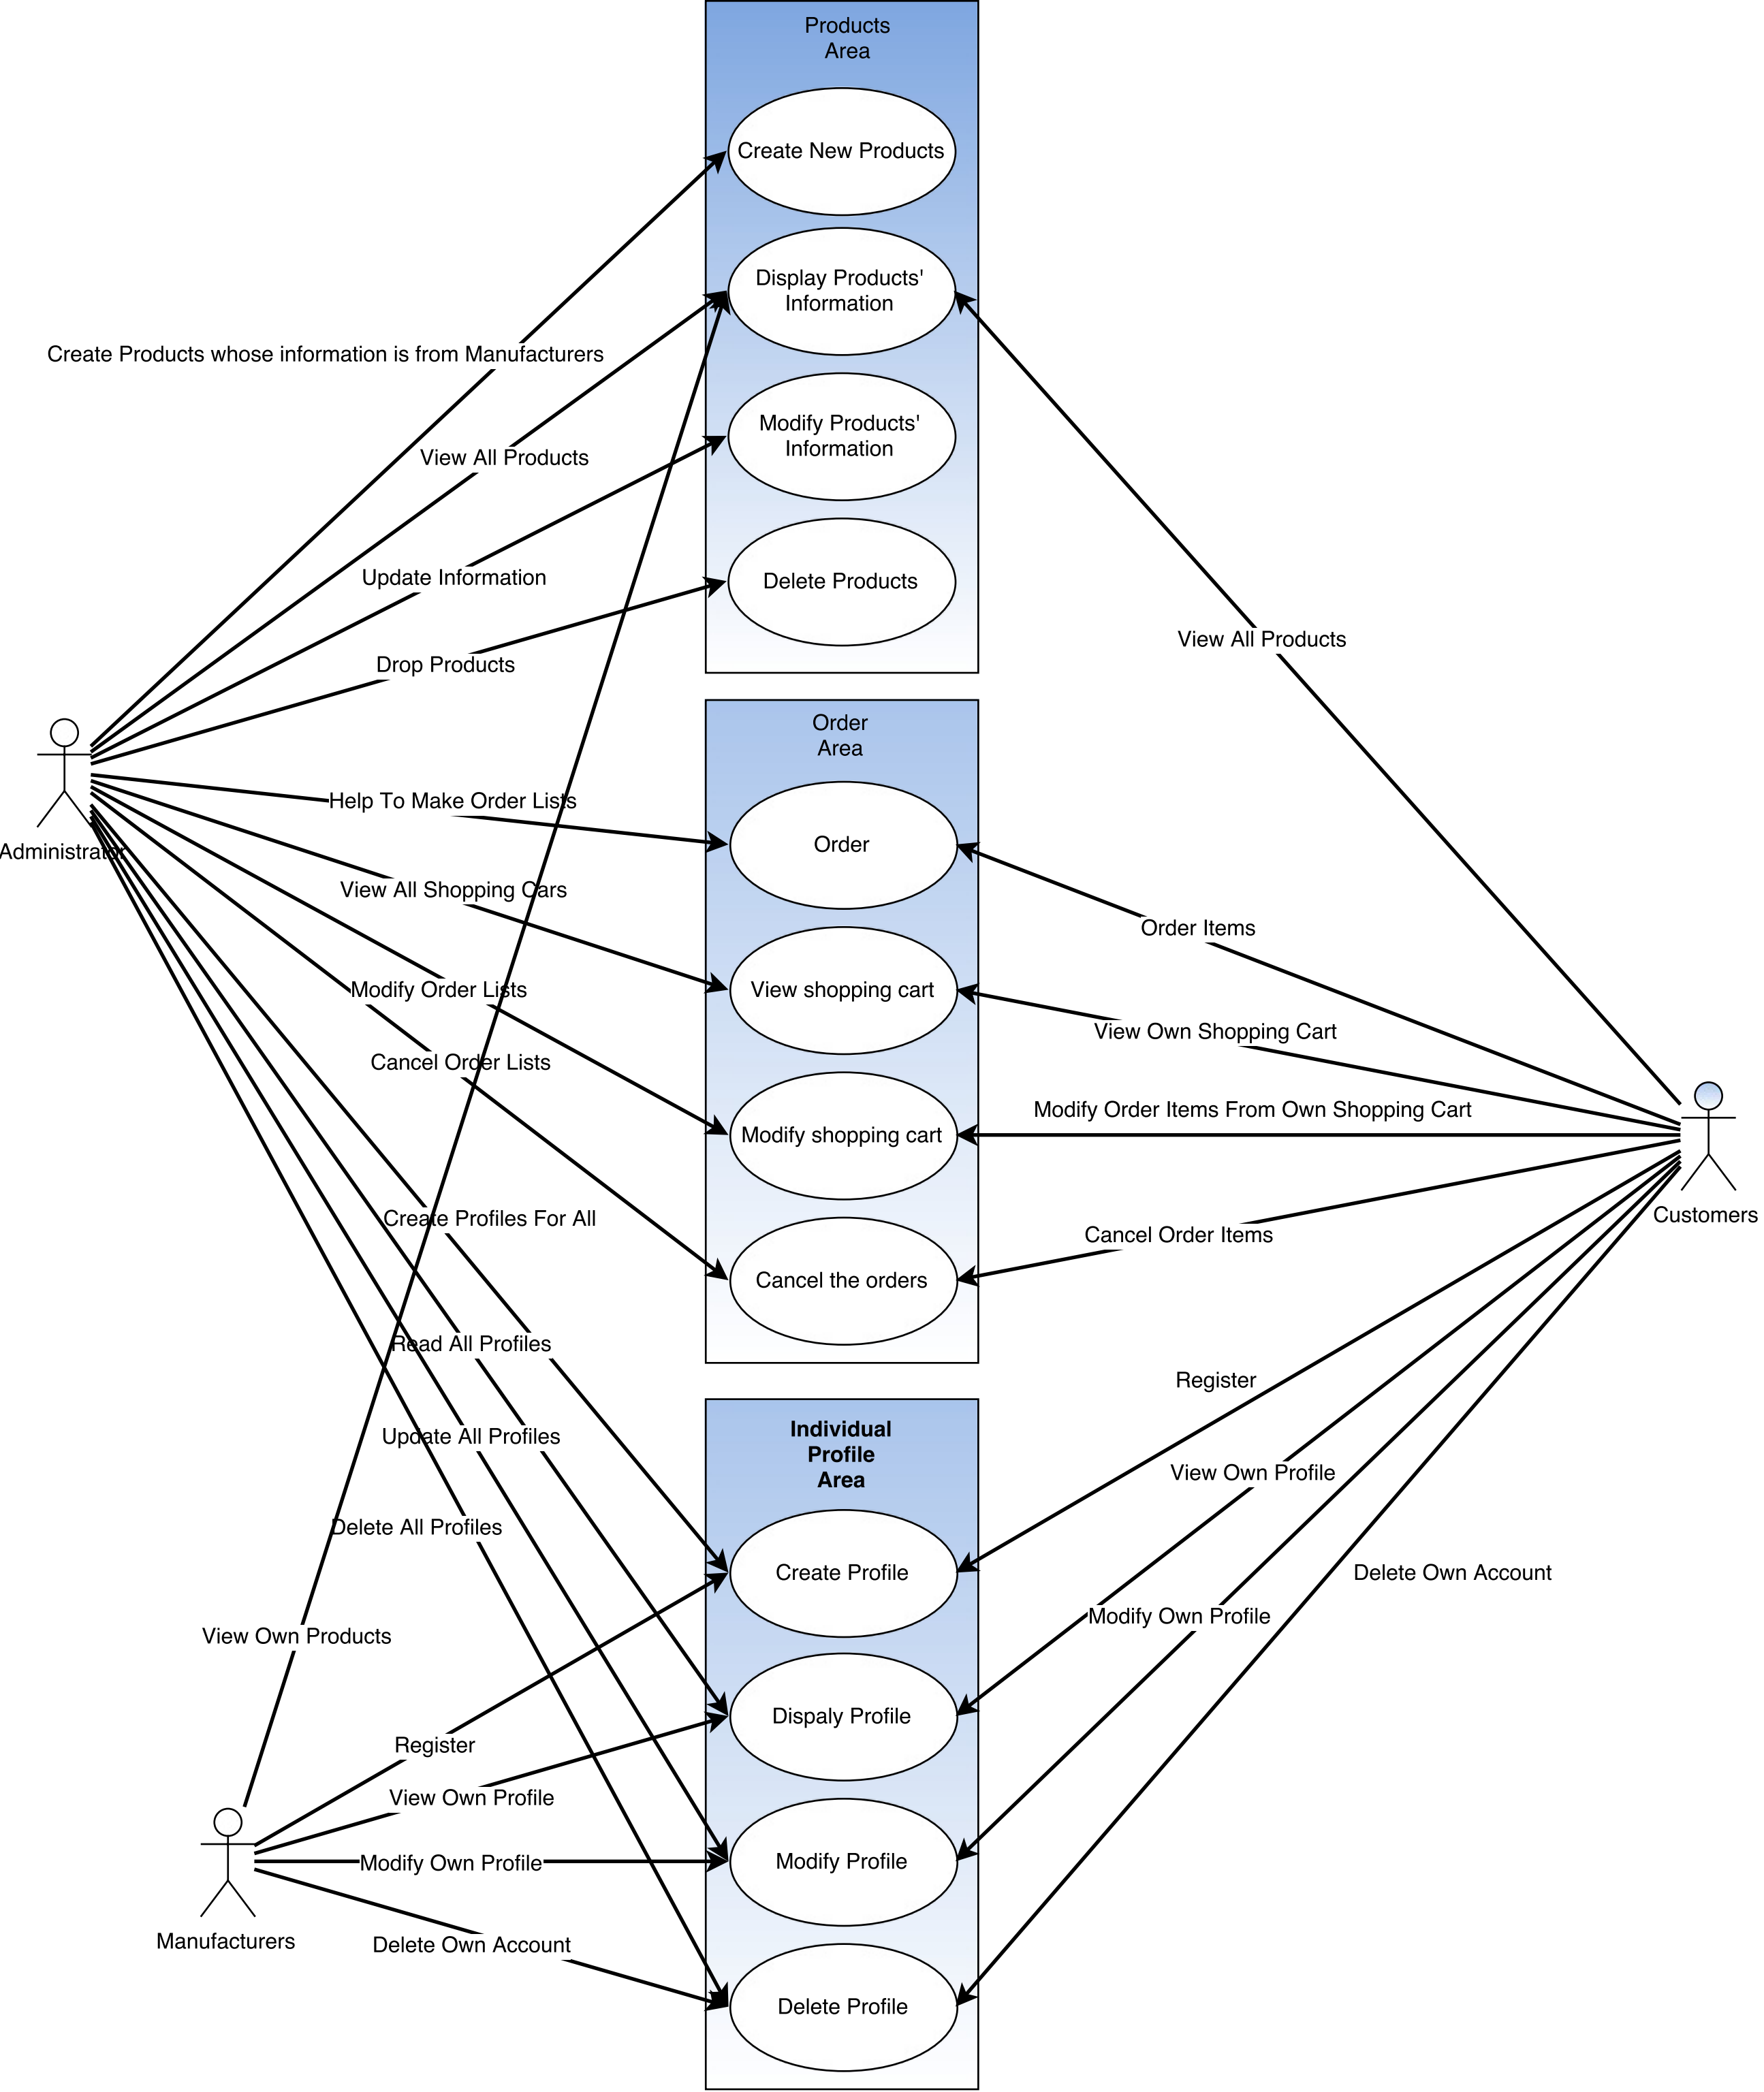 Products
Area
Create New Products
Display Products'
Information
Create Products whose information is from Manufacturers
Modify Products'
Information
View All Products
Update Information
Delete Products
View All Products
Drop Products
Order
Area
Help To Make Order Lists
Order
Administrator
View All Shopping Cars
Order Items
Modify Order Lists
View shopping cart
View Own Shopping Cart
Cancel Order Lists
Modify Order Items From Own Shopping Cart
Modify shopping cart
Customers
Create Profiles For All
Cancel Order Items
Cancel the orders
Read All Profiles
Register
Individual
Profile
Area
Update All Profiles
View Own Profile
Delete All Profiles
Create Profile
Delete Own Account
Modify Own Profile
View Own Products
Dispaly Profile
Register
View Own Profile
Modify Own Profile
Modify Profile
Manufacturers
Delete Own Account
Delete Profile